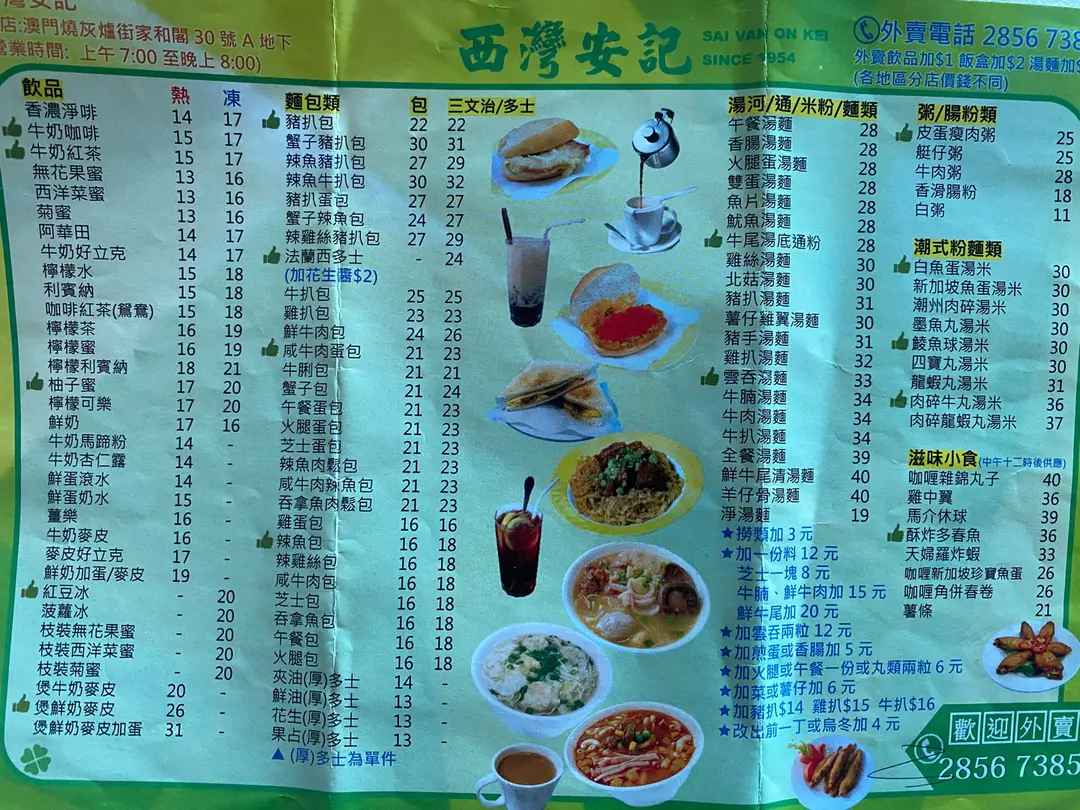 灣安記
店:澳門燒灰爐街家和閣 30 號 A 地下
營業時間: 上午 7:00 至晚上 8:00)
西灣安記
SAI VAN ON KEI
SINCE 1954
外賣電話 2856 738
外賣飲品加$1 飯盒加$2 湯麵加$
(各地區分店價錢不同)
飲品 熱 凍
香濃淨啡 14 17
牛奶咖啡 15 17
牛奶紅茶 15 17
無花果蜜 13 16
西洋菜蜜 13 16
菊蜜 13 16
阿華田 14 17
牛奶好立克 14 17
檸檬水 15 18
利賓納 15 18
咖啡紅茶(鴛鴦) 15 18
檸檬茶 16 19
檸檬蜜 16 19
檸檬利賓納 18 21
柚子蜜 17 20
檸檬可樂 17 20
鮮奶 17 16
牛奶馬蹄粉 14 -
牛奶杏仁露 14 -
鮮蛋滾水 14 -
鮮蛋奶水 15 -
薑樂 16 -
牛奶麥皮 16 -
麥皮好立克 17 -
鮮奶加蛋/麥皮 19 -
紅豆冰 - 20
菠蘿冰 - 20
枝裝無花果蜜 - 20
枝裝西洋菜蜜 - 20
枝裝菊蜜 - 20
煲牛奶麥皮 20 -
煲鮮奶麥皮 26 -
煲鮮奶麥皮加蛋 31 -
麵包類 包 三文治/多士
豬扒包 22 22
蟹子豬扒包 30 31
辣魚豬扒包 27 29
辣魚牛扒包 30 32
豬扒蛋包 27 27
蟹子辣魚包 24 27
辣雞絲豬扒包 27 29
法蘭西多士 - 24
(加花生醬$2)
牛扒包 25 25
雞扒包 23 23
鮮牛肉包 24 26
咸牛肉蛋包 21 23
牛脷包 21 21
蟹子包 21 24
午餐蛋包 21 23
火腿蛋包 21 23
芝士蛋包 21 23
辣魚肉鬆包 21 23
咸牛肉辣魚包 21 23
吞拿魚肉鬆包 21 23
雞蛋包 16 16
辣魚包 16 18
辣雞絲包 16 18
咸牛肉包 16 18
芝士包 16 18
吞拿魚包 16 18
午餐包 16 18
火腿包 16 18
夾油(厚)多士 14 -
鮮油(厚)多士 13 -
花生(厚)多士 13 -
果占(厚)多士 13 -
▲(厚)多士為單件
湯河/通/米粉/麵類
午餐湯麵 28
香腸湯麵 28
火腿蛋湯麵 28
雙蛋湯麵 28
魚片湯麵 28
魷魚湯麵 28
牛尾湯底通粉 28
雞絲湯麵 30
北菇湯麵 30
豬扒湯麵 31
薯仔雞翼湯麵 30
豬手湯麵 31
雞扒湯麵 32
雲吞湯麵 33
牛腩湯麵 34
牛肉湯麵 34
牛扒湯麵 34
全餐湯麵 39
鮮牛尾清湯麵 40
羊仔骨湯麵 40
淨湯麵 19
★撈類加 3 元
★加一份料 12 元
芝士一塊 8 元
牛腩、鮮牛肉加 15 元
鮮牛尾加 20 元
★加雲吞兩粒 12 元
★加煎蛋或香腸加 5 元
★加火腿或午餐一份或丸類兩粒 6 元
★加菜或薯仔加 6 元
★加豬扒$14 雞扒$15 牛扒$16
★改出前一丁或烏冬加 4 元
粥/腸粉類
皮蛋瘦肉粥 25
艇仔粥 25
牛肉粥 28
香滑腸粉 18
白粥 11
潮式粉麵類
白魚蛋湯米 30
新加坡魚蛋湯米 30
潮州肉碎湯米 30
墨魚丸湯米 30
鯪魚球湯米 30
四寶丸湯米 30
龍蝦丸湯米 31
肉碎牛丸湯米 36
肉碎龍蝦丸湯米 37
滋味小食(中午十二時後供應)
咖喱雜錦丸子 40
雞中翼 36
馬介休球 39
酥炸多春魚 36
天婦羅炸蝦 33
咖喱新加坡珍寶魚蛋 26
咖喱角併春卷 26
薯條 21
歡迎外賣
2856 7385